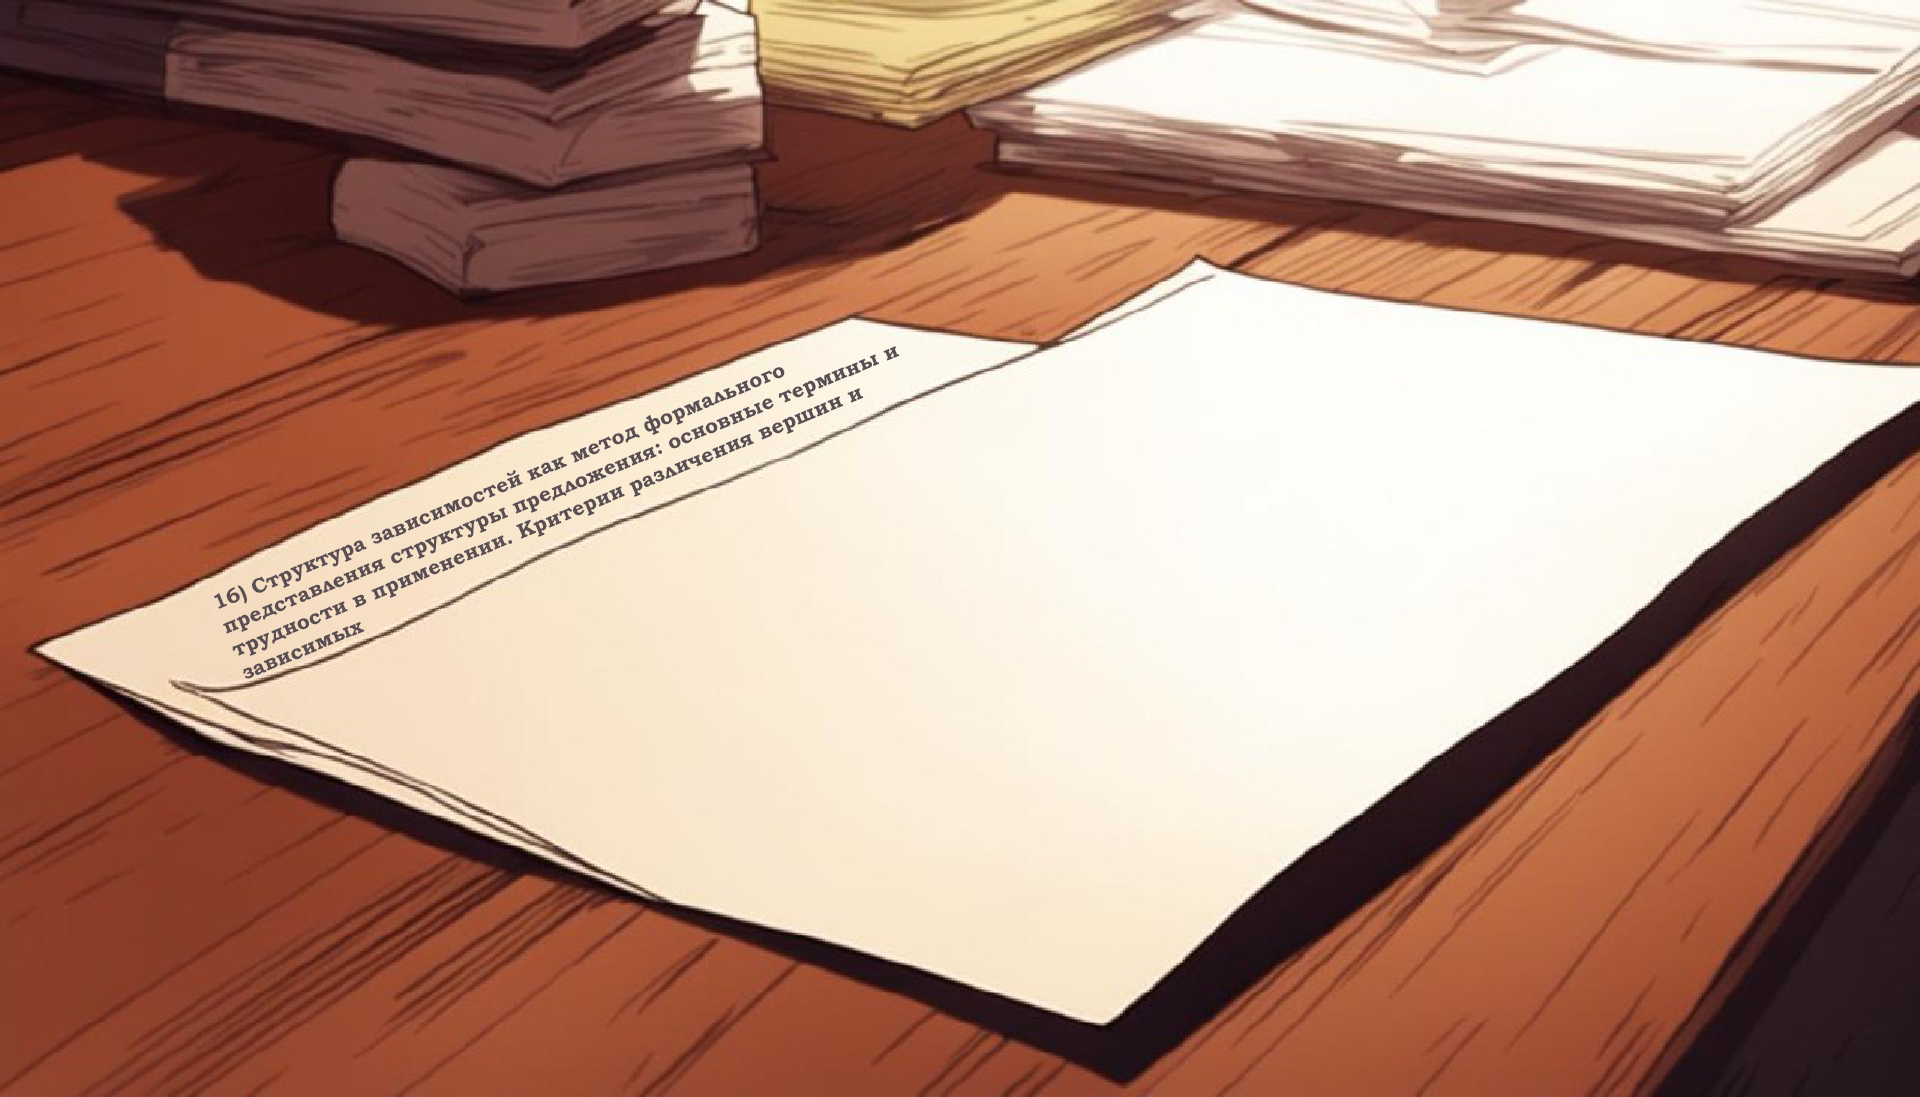 16) Структура зависимостей как метод формального
представления структуры предложения: основные термины и
трудности в применении. Критерии различения вершин и
зависимых